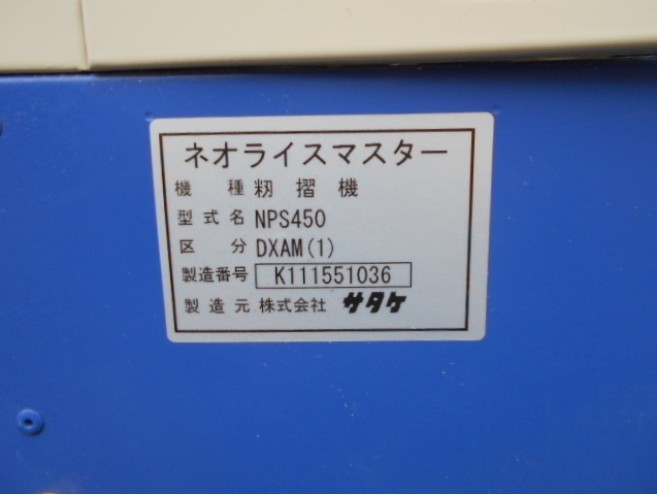 ネオライスマスター
機種 籾摺機
型式名 NPS450
区分 DXAM(1)
製造番号 K111551036
製造元 株式会社 サタケ